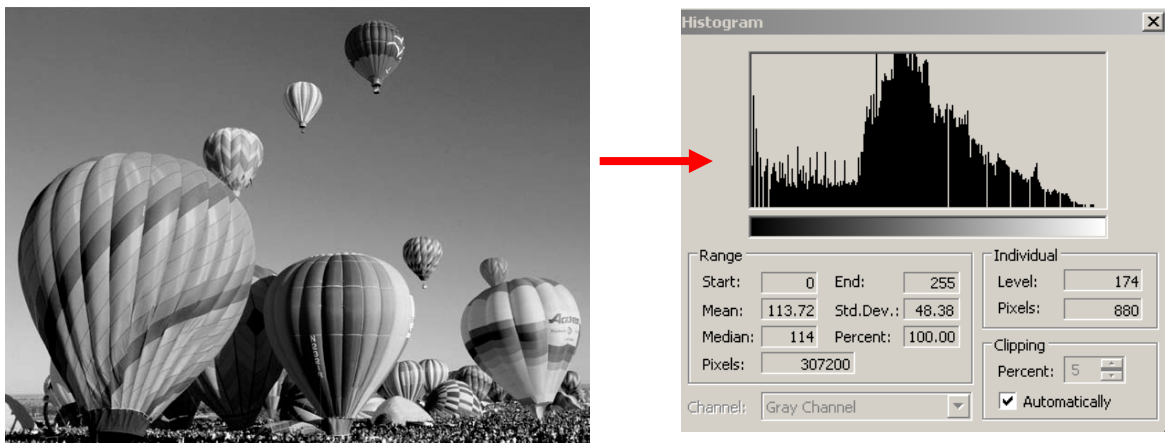 Histogram
Range
Start: 0 End: 255
Mean: 113.72 Std.Dev.: 48.38
Median: 114 Percent: 100.00
Pixels: 307200
Individual
Level: 174
Pixels: 880
Clipping
Percent: 5
Automatically
Channel: Gray Channel